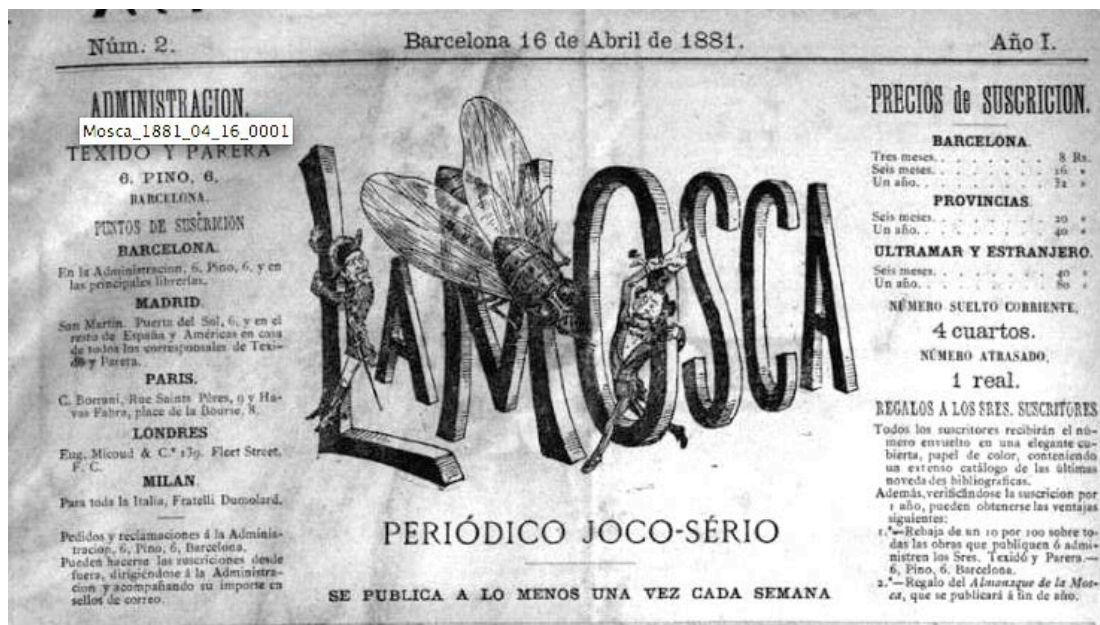 Núm. 2.
Barcelona 16 de Abril de 1881.
Año I.
ADMINISTRACION.
Mosca_1881_04_16_0001
TEXIDO Y PARERA
6. PINO, 6.
BARCELONA.
PUNTOS DE SUSCRICION
BARCELONA.
En la Administracion, 6, Pino, 6, y en
las principales librerías.
MADRID.
San Martin. Puerta del Sol, 6, y en el
resto de España y Américas en casa
de todos los corresponsales de Texi-
dó y Parera.
PARIS.
C. Borrani, Rue Saints Pères, 9 y Ha-
vas Fabra, place de la Bourse, 8.
LONDRES
Eug. Micoud & C.ª 139. Fleet Street.
F. C.
MILAN.
Para toda la Italia, Fratelli Dumolard.
Pedidos y reclamaciones á la Adminis-
tracion, 6, Pino, 6, Barcelona.
Pueden hacerse las suscriciones desde
fuera, dirigiéndose á la Administra-
cion y acompañando su importe en
sellos de correo.
LA MOSCA
PERIÓDICO JOCO-SÉRIO
SE PUBLICA A LO MENOS UNA VEZ CADA SEMANA
PRECIOS de SUSCRICION.
BARCELONA.
Tres meses. . . . . . . . 8 Rs.
Seis meses. . . . . . . . 16 »
Un año. . . . . . . . . 32 »
PROVINCIAS.
Seis meses. . . . . . . . 20 «
Un año. . . . . . . . . 40 «
ULTRAMAR Y ESTRANJERO.
Seis meses. . . . . . . . 40 »
Un año. . . . . . . . . 80 »
NÚMERO SUELTO CORRIENTE,
4 cuartos.
NÚMERO ATRASADO,
1 real.
REGALOS A LOS SRES. SUSCRITORES
Todos los suscritores recibirán el nú-
mero envuelto en una elegante cu-
bierta, papel de color, conteniendo
un extenso catálogo de las últimas
novedades bibliograficas.
Además, verificándose la suscricion por
1 año, pueden obtenerse las ventajas
siguientes:
1.ª—Rebaja de un 10 por 100 sobre to-
das las obras que publiquen ó admi-
nistren los Sres. Texidó y Parera.—
6, Pino, 6. Barcelona.
2.ª—Regalo del Almanaque de la Mos-
ca, que se publicará á fin de año.